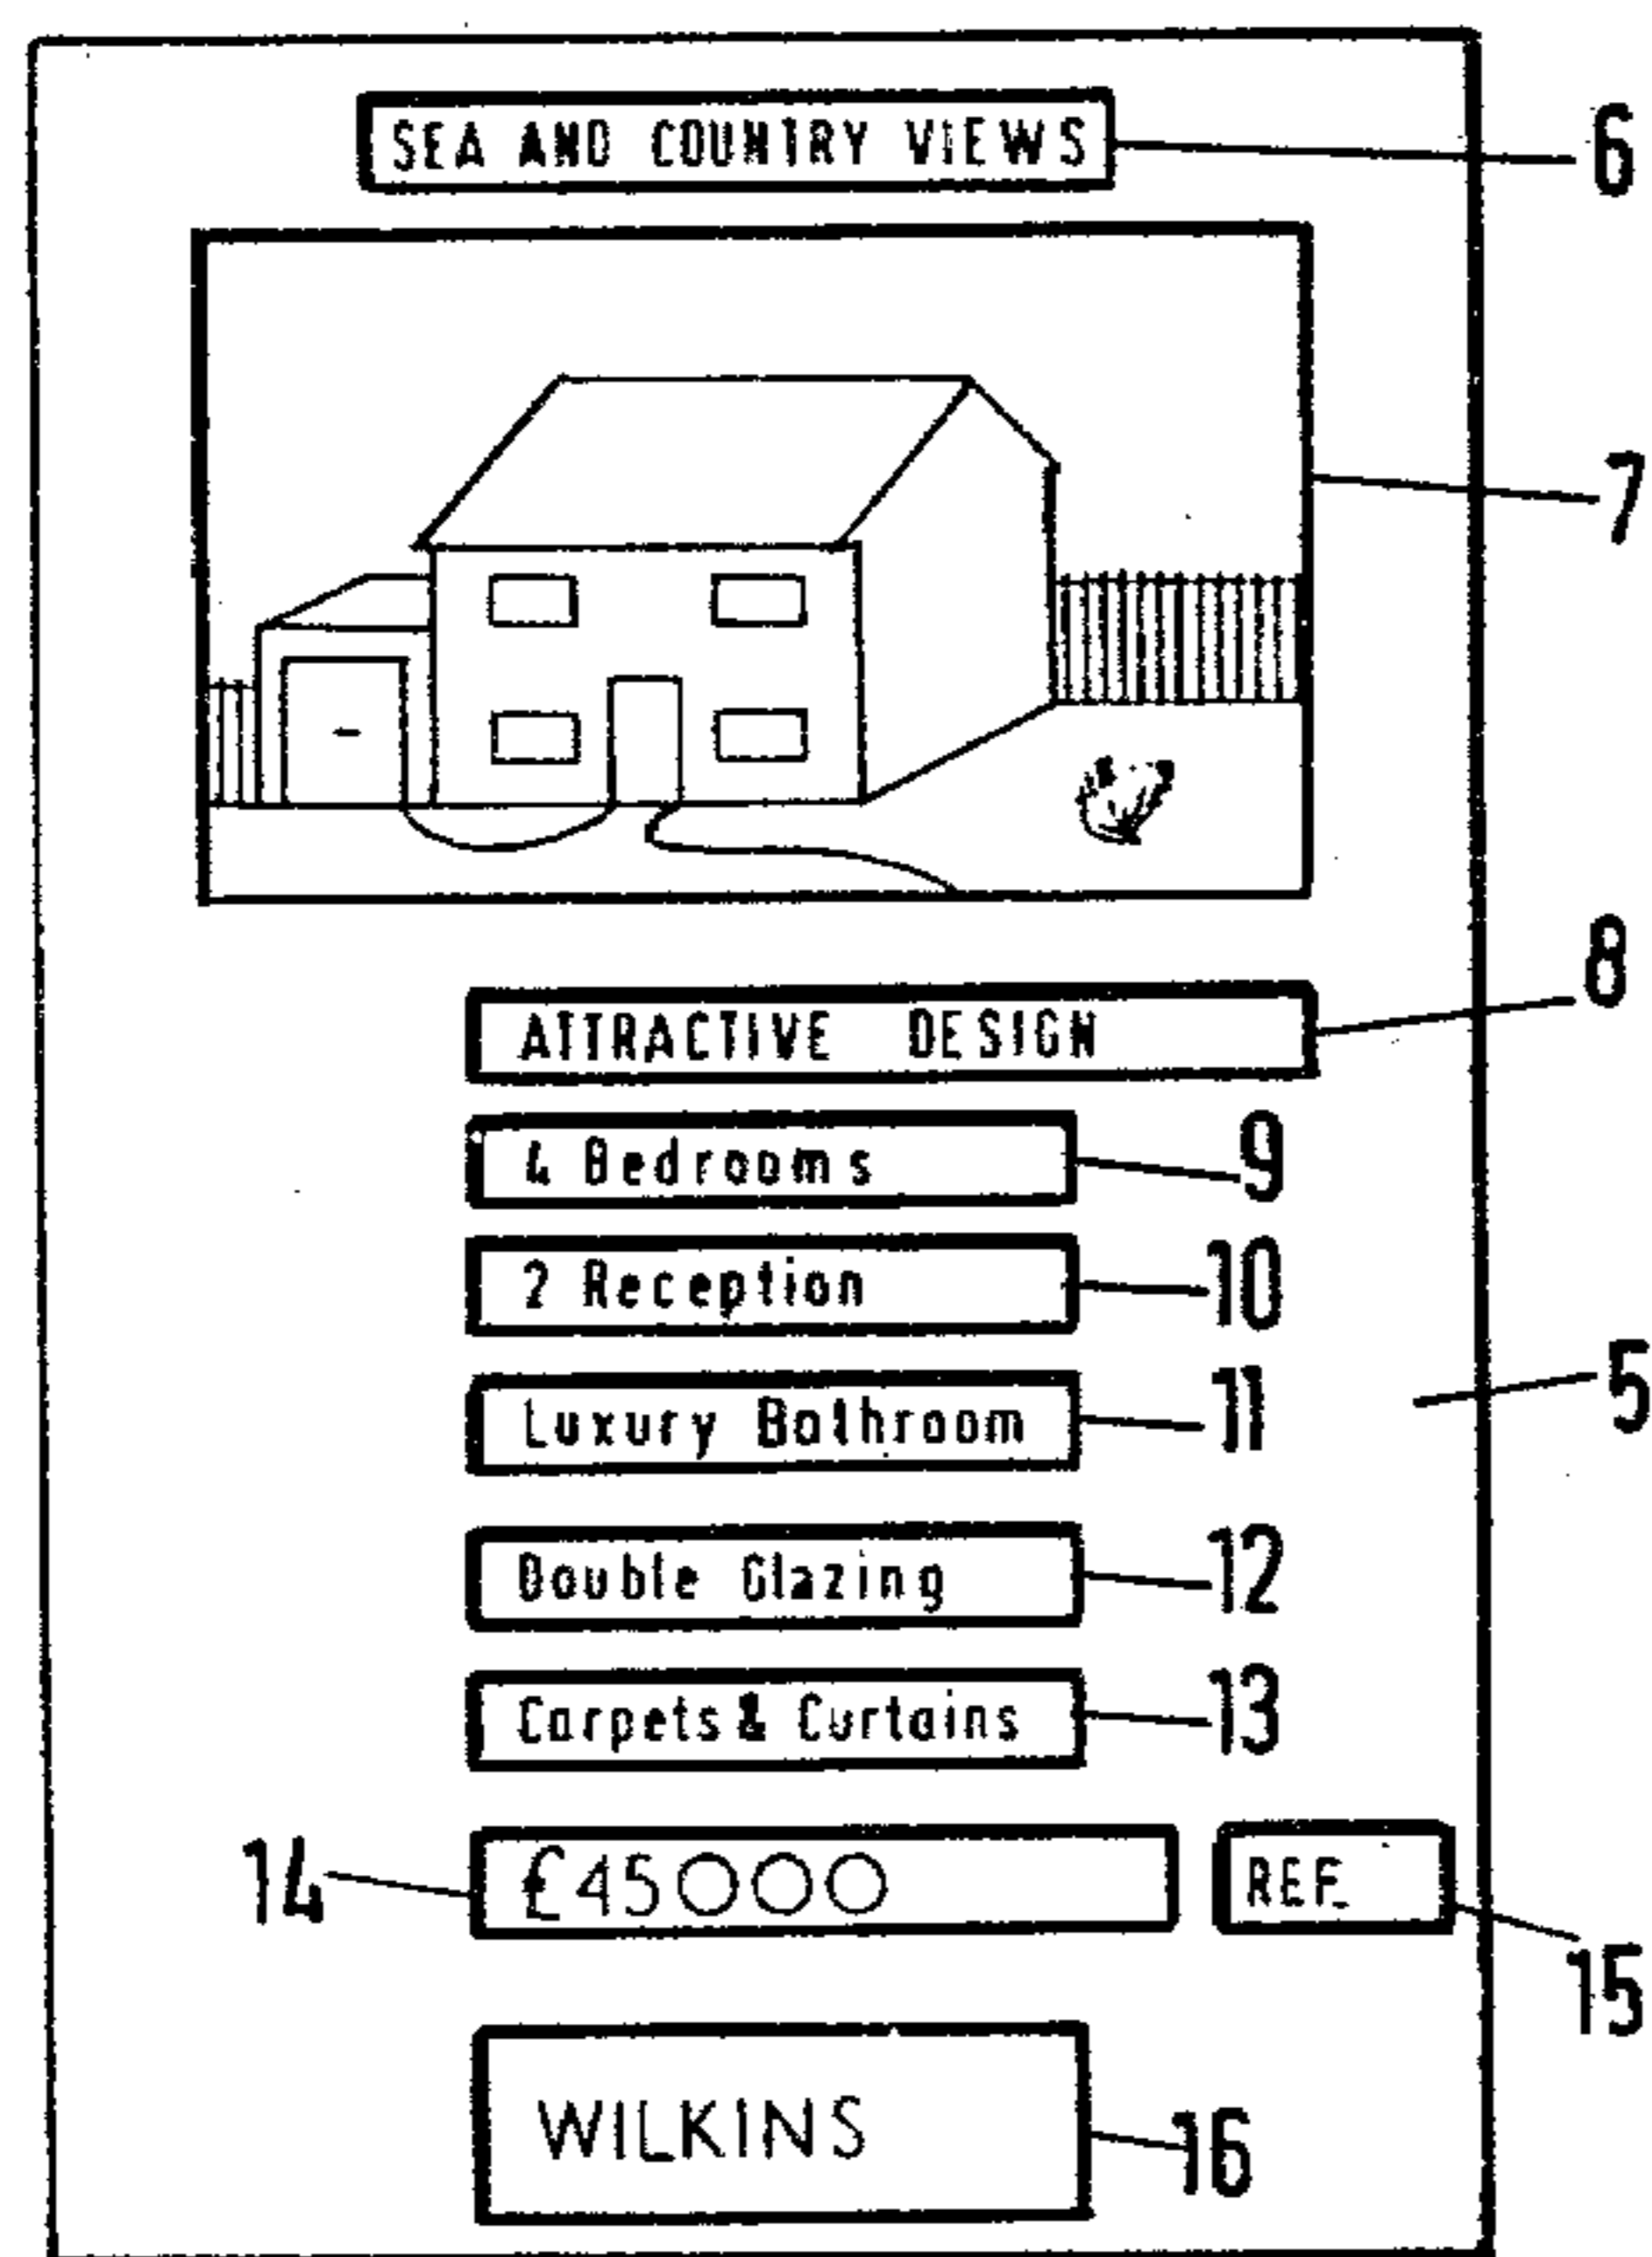 SEA AND COUNTRY VIEWS 6
7
8
ATTRACTIVE DESIGN
4 Bedrooms 9
2 Reception 10
5
Luxury Bathroom 11
Double Glazing 12
Carpets & Curtains 13
14 £45000 REF.
15
WILKINS 16